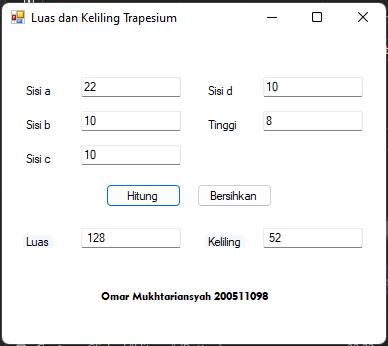 Luas dan Keliling Trapesium
Sisi a 22 Sisi d 10
Sisi b 10 Tinggi 8
Sisi c 10
Hitung Bersihkan
Luas 128 Keliling 52
Omar Mukhtariansyah 200511098